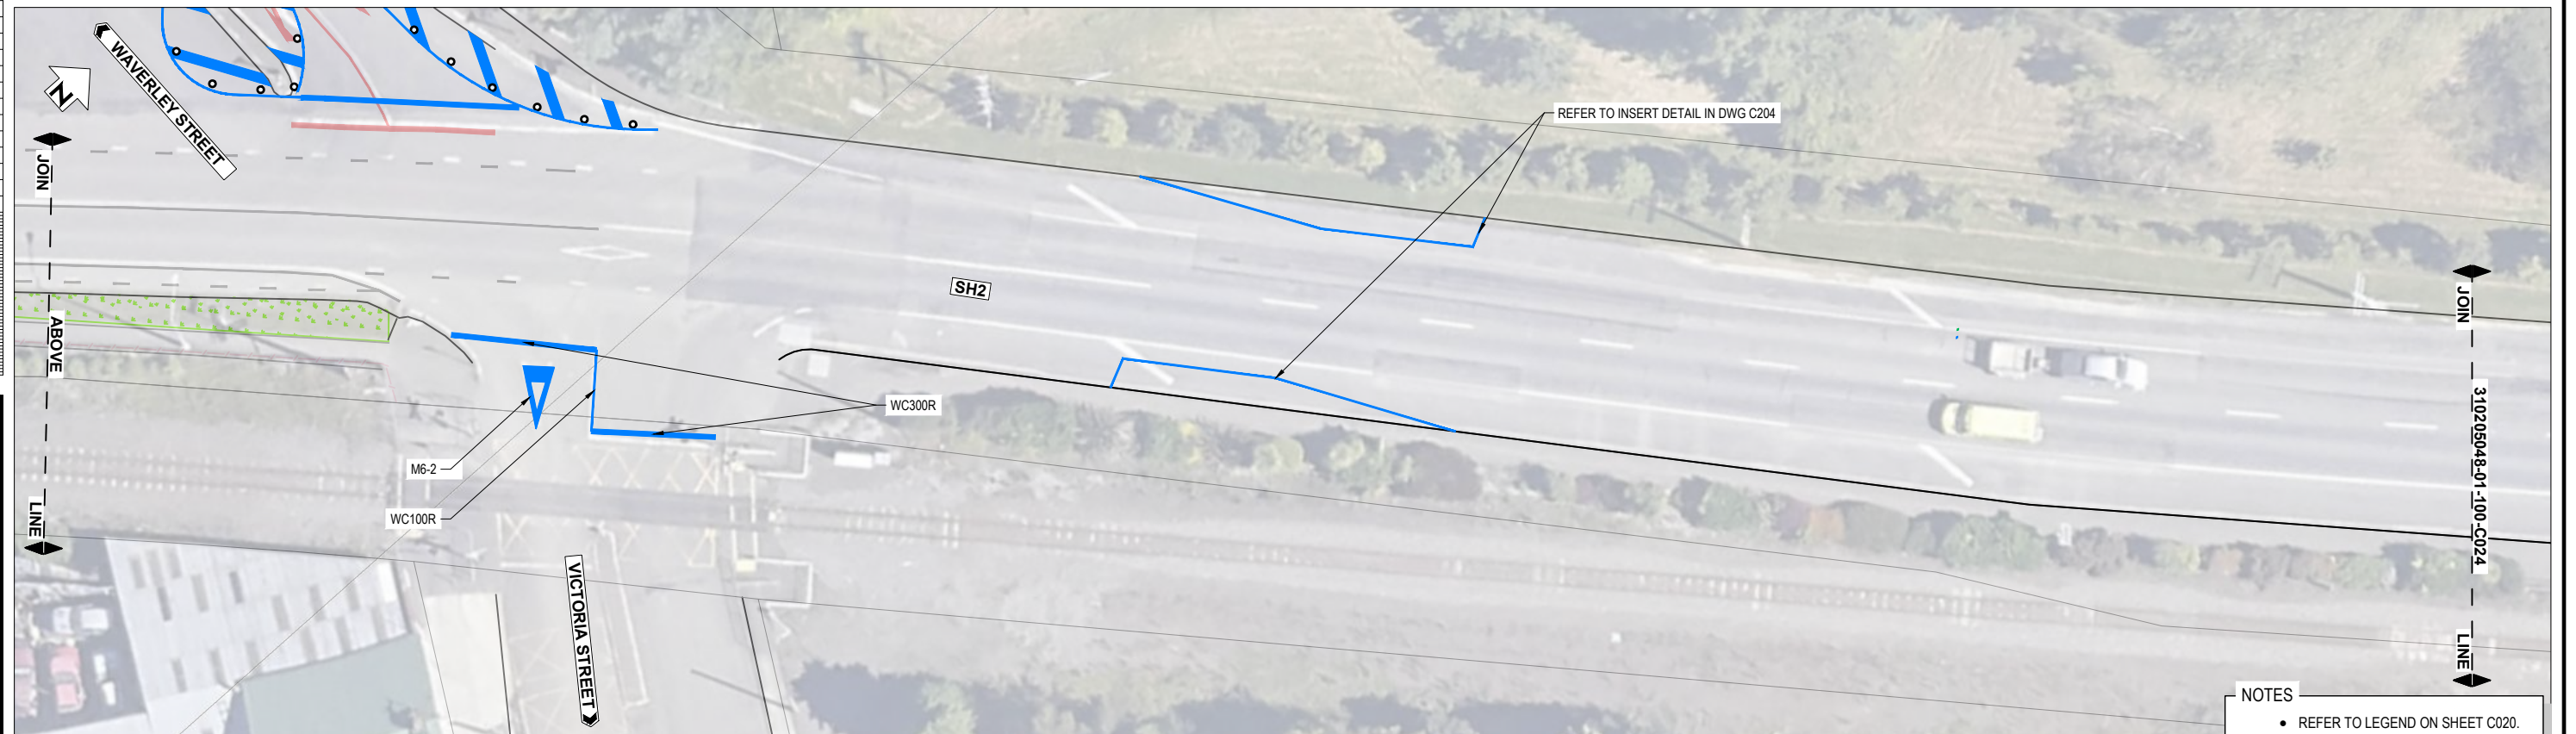 WAVERLEY STREET
N
JOIN
ABOVE
LINE
REFER TO INSERT DETAIL IN DWG C204
SH2
WC300R
M6-2
WC100R
VICTORIA STREET
JOIN
310205048-01-100-C024
LINE
NOTES
• REFER TO LEGEND ON SHEET C020.